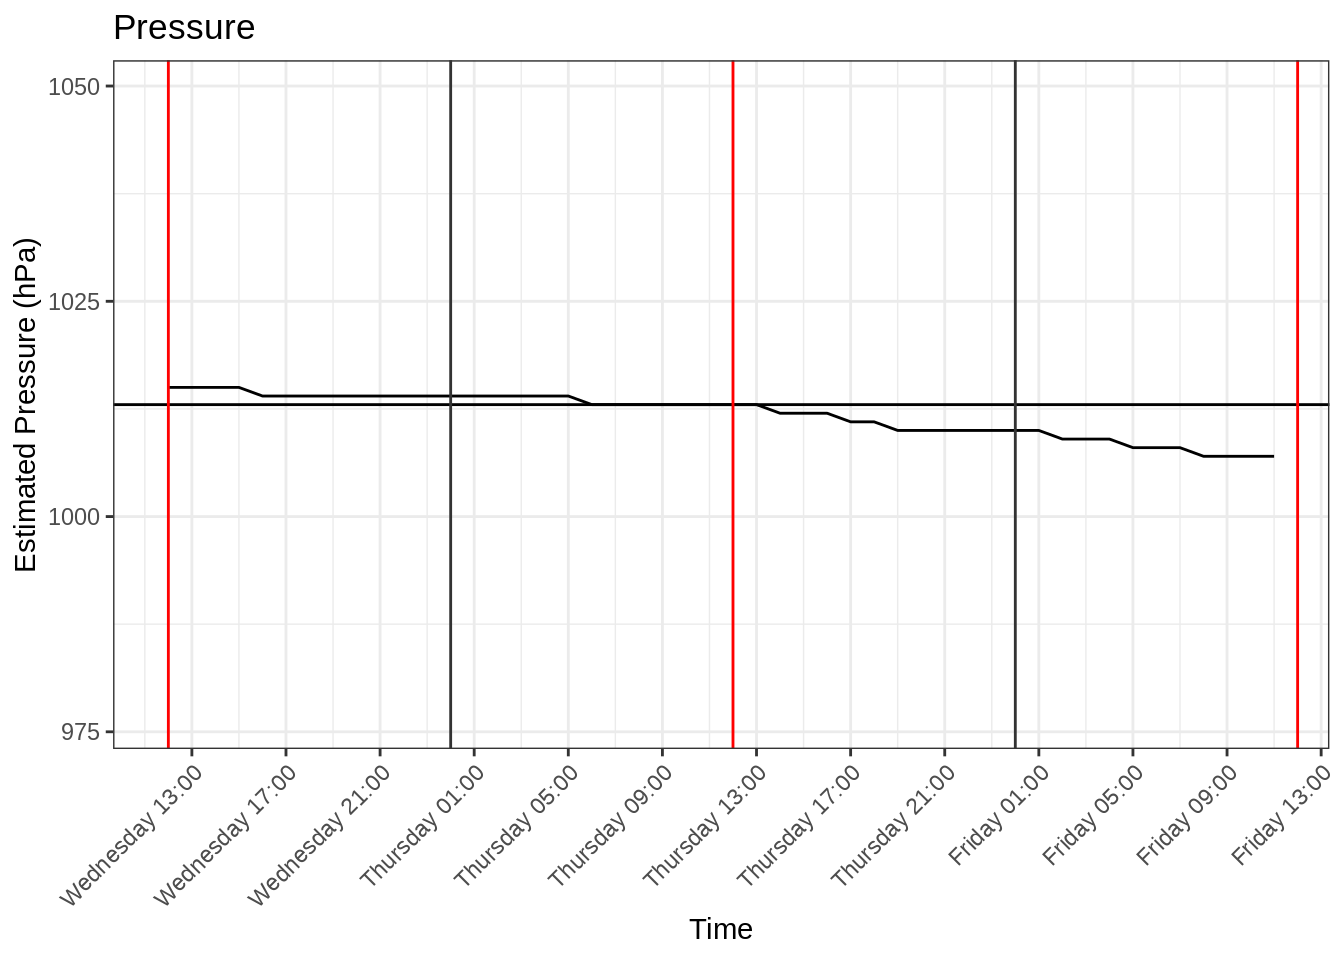 Pressure
Estimated Pressure (hPa)
1050
1025
1000
975
Wednesday 13:00
Wednesday 17:00
Wednesday 21:00
Thursday 01:00
Thursday 05:00
Thursday 09:00
Thursday 13:00
Thursday 17:00
Thursday 21:00
Friday 01:00
Friday 05:00
Friday 09:00
Friday 13:00
Time